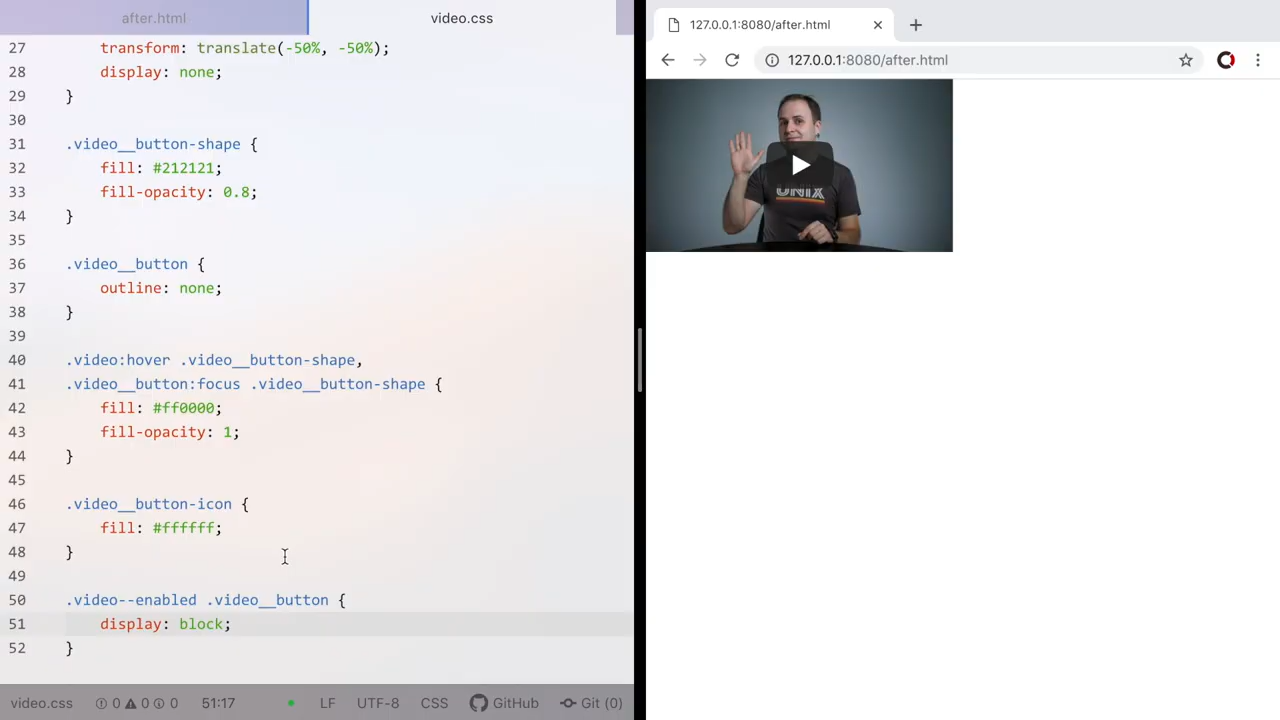 after.html
video.css
27 transform: translate(-50%, -50%);
28 display: none;
29 }
30
31 .video__button-shape {
32 fill: #212121;
33 fill-opacity: 0.8;
34 }
35
36 .video__button {
37 outline: none;
38 }
39
40 .video:hover .video__button-shape,
41 .video__button:focus .video__button-shape {
42 fill: #ff0000;
43 fill-opacity: 1;
44 }
45
46 .video__button-icon {
47 fill: #ffffff;
48 }
49
50 .video--enabled .video__button {
51 display: block;
52 }
video.css 0 0 0 51:17 LF UTF-8 CSS GitHub Git (0)
127.0.0.1:8080/after.html
127.0.0.1:8080/after.html
UNIX